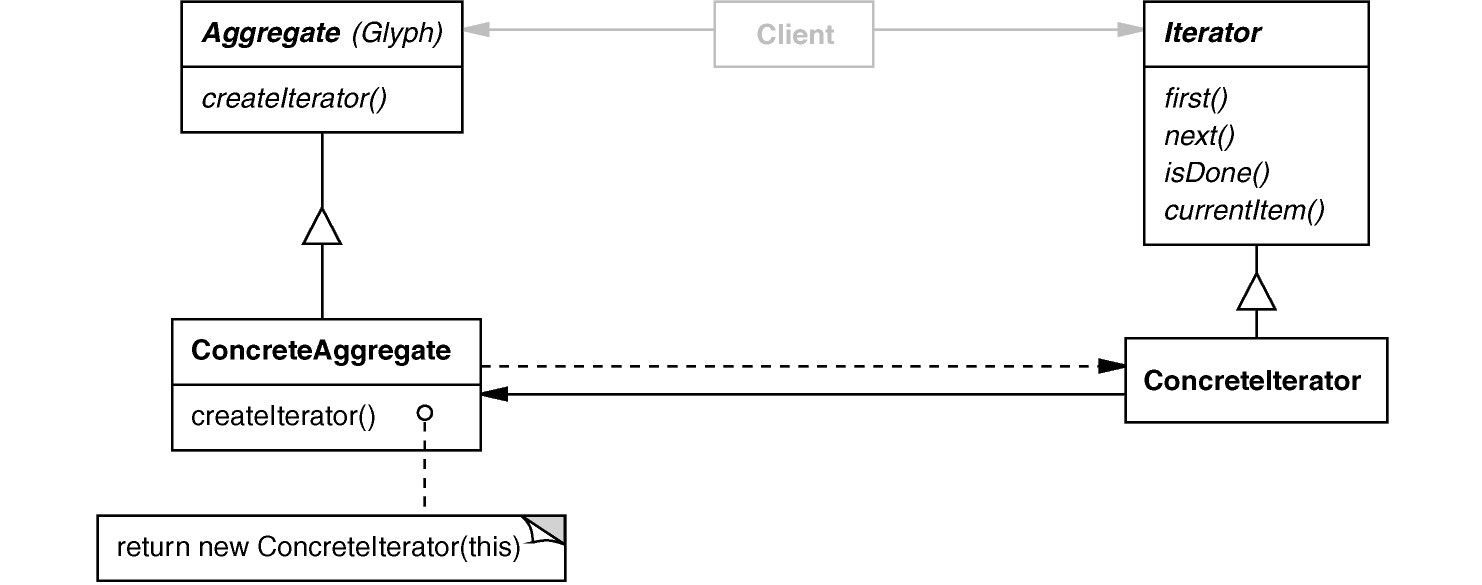 Aggregate (Glyph)
createIterator()
Client
Iterator
first()
next()
isDone()
currentItem()
ConcreteAggregate
createIterator()
ConcreteIterator
return new ConcreteIterator(this)